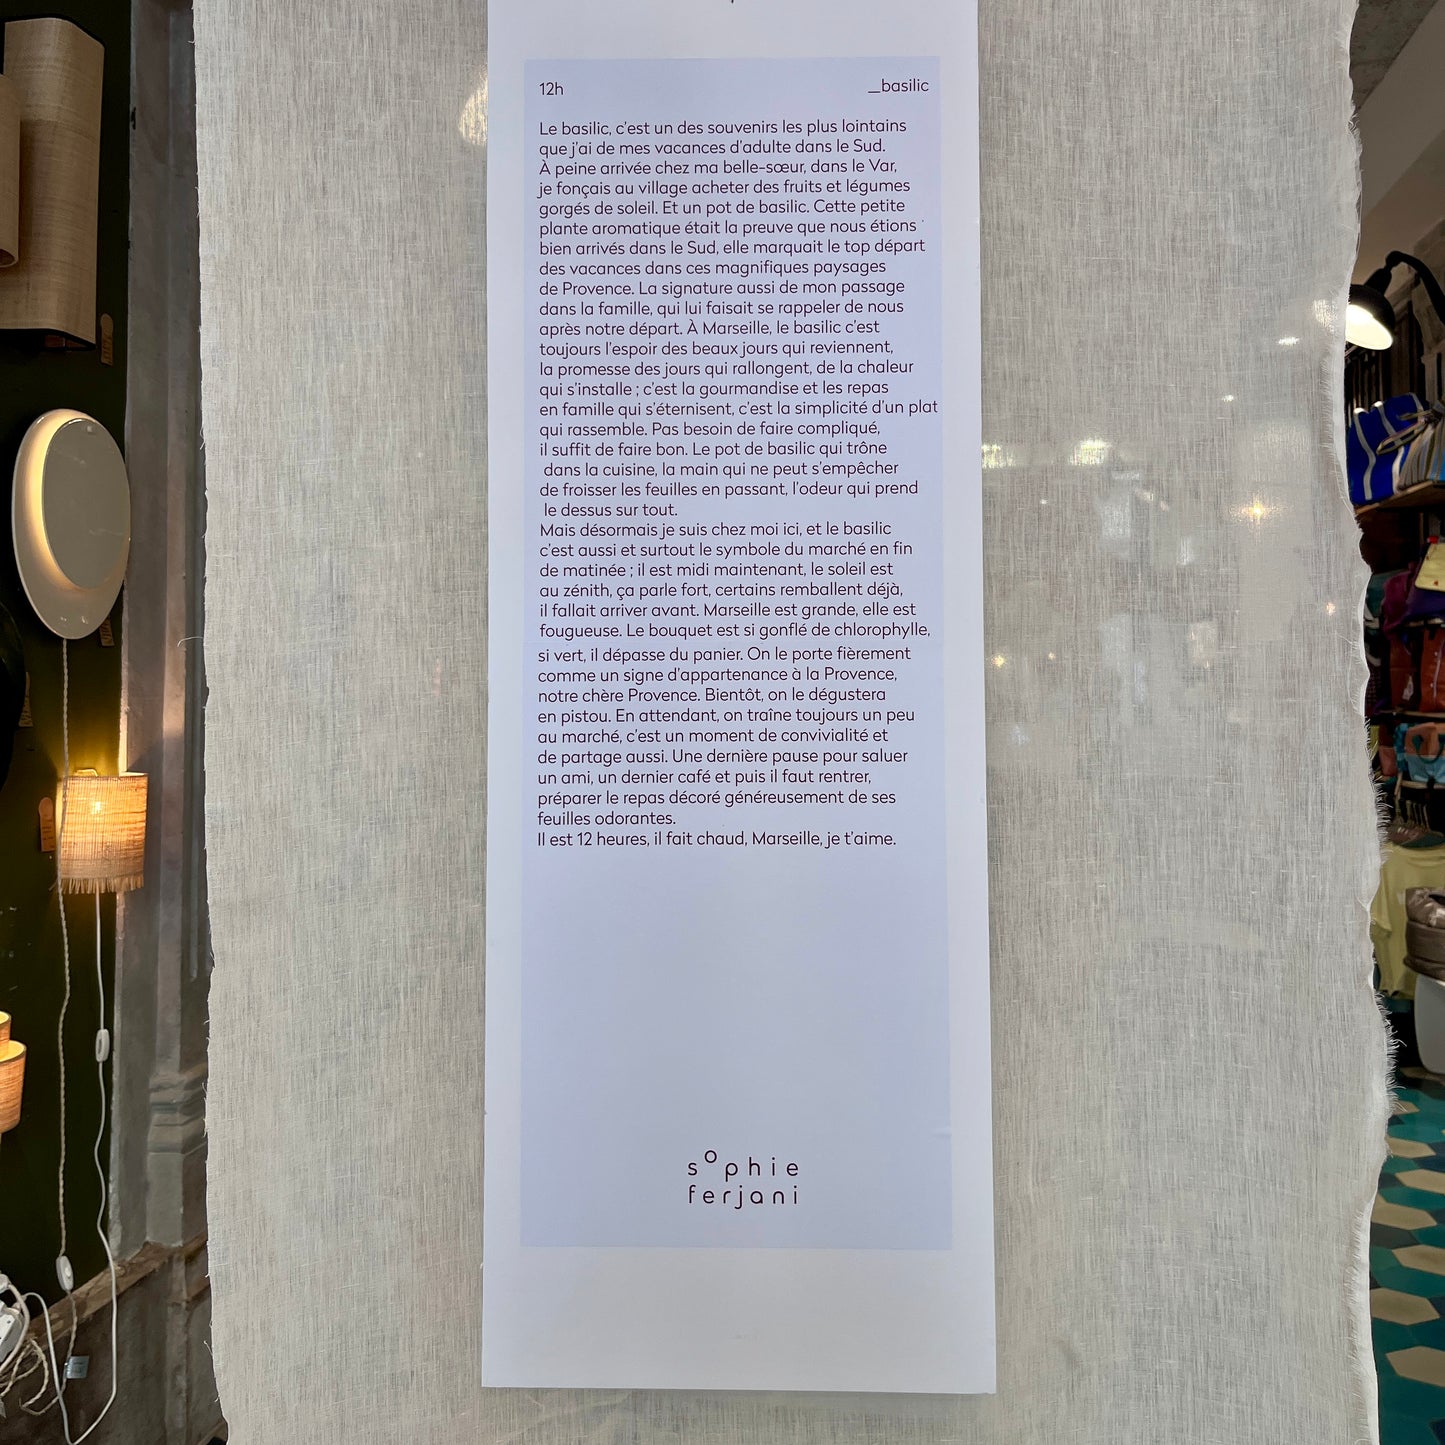 12h
_basilic
Le basilic, c'est un des souvenirs les plus lointains
que j'ai de mes vacances d'adulte dans le Sud.
À peine arrivée chez ma belle-sœur, dans le Var,
je fonçais au village acheter des fruits et légumes
gorgés de soleil. Et un pot de basilic. Cette petite
plante aromatique était la preuve que nous étions
bien arrivés dans le Sud, elle marquait le top départ
des vacances dans ces magnifiques paysages
de Provence. La signature aussi de mon passage
dans la famille, qui lui faisait se rappeler de nous
après notre départ. À Marseille, le basilic c'est
toujours l'espoir des beaux jours qui reviennent,
la promesse des jours qui rallongent, de la chaleur
qui s'installe ; c'est la gourmandise et les repas
en famille qui s'éternisent, c'est la simplicité d'un plat
qui rassemble. Pas besoin de faire compliqué,
il suffit de faire bon. Le pot de basilic qui trône
dans la cuisine, la main qui ne peut s'empêcher
de froisser les feuilles en passant, l'odeur qui prend
le dessus sur tout.
Mais désormais je suis chez moi ici, et le basilic
c'est aussi et surtout le symbole du marché en fin
de matinée ; il est midi maintenant, le soleil est
au zénith, ça parle fort, certains remballent déjà,
il fallait arriver avant. Marseille est grande, elle est
fougueuse. Le bouquet est si gonflé de chlorophylle,
si vert, il dépasse du panier. On le porte fièrement
comme un signe d'appartenance à la Provence,
notre chère Provence. Bientôt, on le dégustera
en pistou. En attendant, on traîne toujours un peu
au marché, c'est un moment de convivialité et
de partage aussi. Une dernière pause pour saluer
un ami, un dernier café et puis il faut rentrer,
préparer le repas décoré généreusement de ses
feuilles odorantes.
Il est 12 heures, il fait chaud, Marseille, je t'aime.
sophie
ferjani